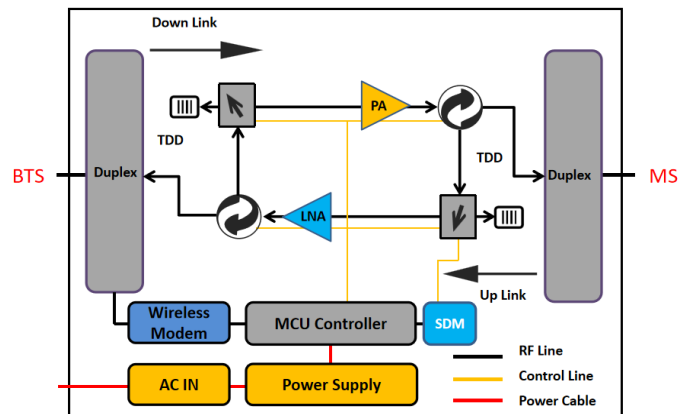 Down Link
PA
TDD
TDD
BTS
Duplex
Duplex
MS
LNA
Up Link
Wireless
Modem
MCU Controller
SDM
AC IN
Power Supply
RF Line
Control Line
Power Cable